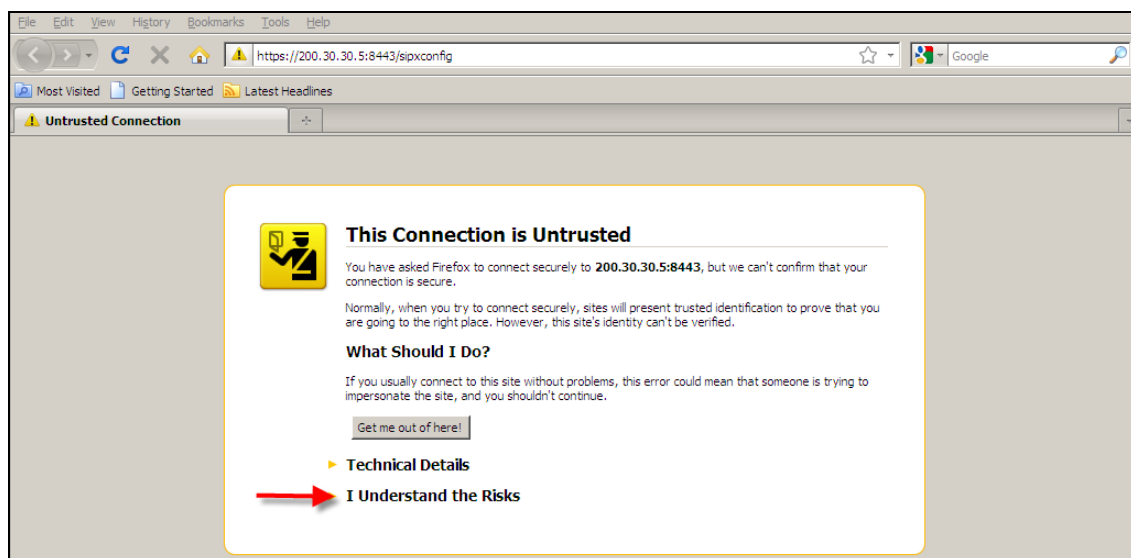 File Edit View History Bookmarks Tools Help
https://200.30.30.5:8443/sipxconfig
Google
Most Visited Getting Started Latest Headlines
Untrusted Connection
This Connection is Untrusted
You have asked Firefox to connect securely to 200.30.30.5:8443, but we can't confirm that your
connection is secure.
Normally, when you try to connect securely, sites will present trusted identification to prove that you
are going to the right place. However, this site's identity can't be verified.
What Should I Do?
If you usually connect to this site without problems, this error could mean that someone is trying to
impersonate the site, and you shouldn't continue.
Get me out of here!
Technical Details
I Understand the Risks